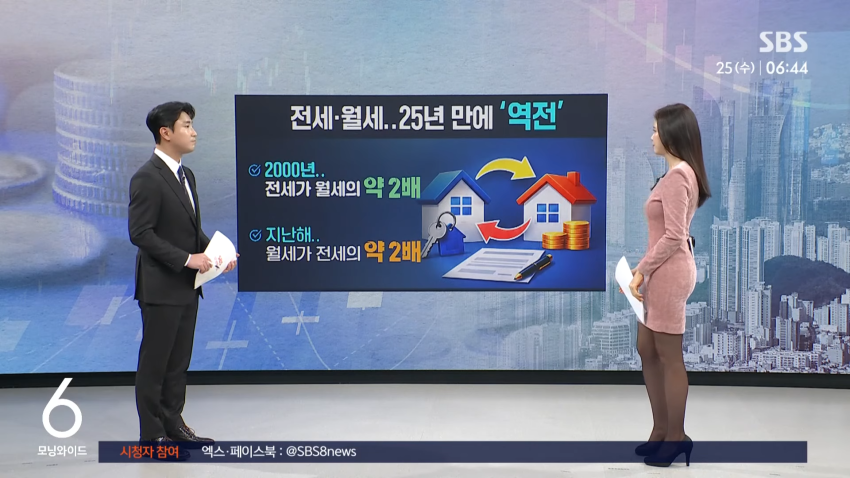 SBS
25(수) | 06:44
전세·월세..25년 만에 '역전'
2000년..
전세가 월세의 약 2배
지난해..
월세가 전세의 약 2배
6
모닝와이드
시청자 참여 엑스·페이스북 : @SBS8news